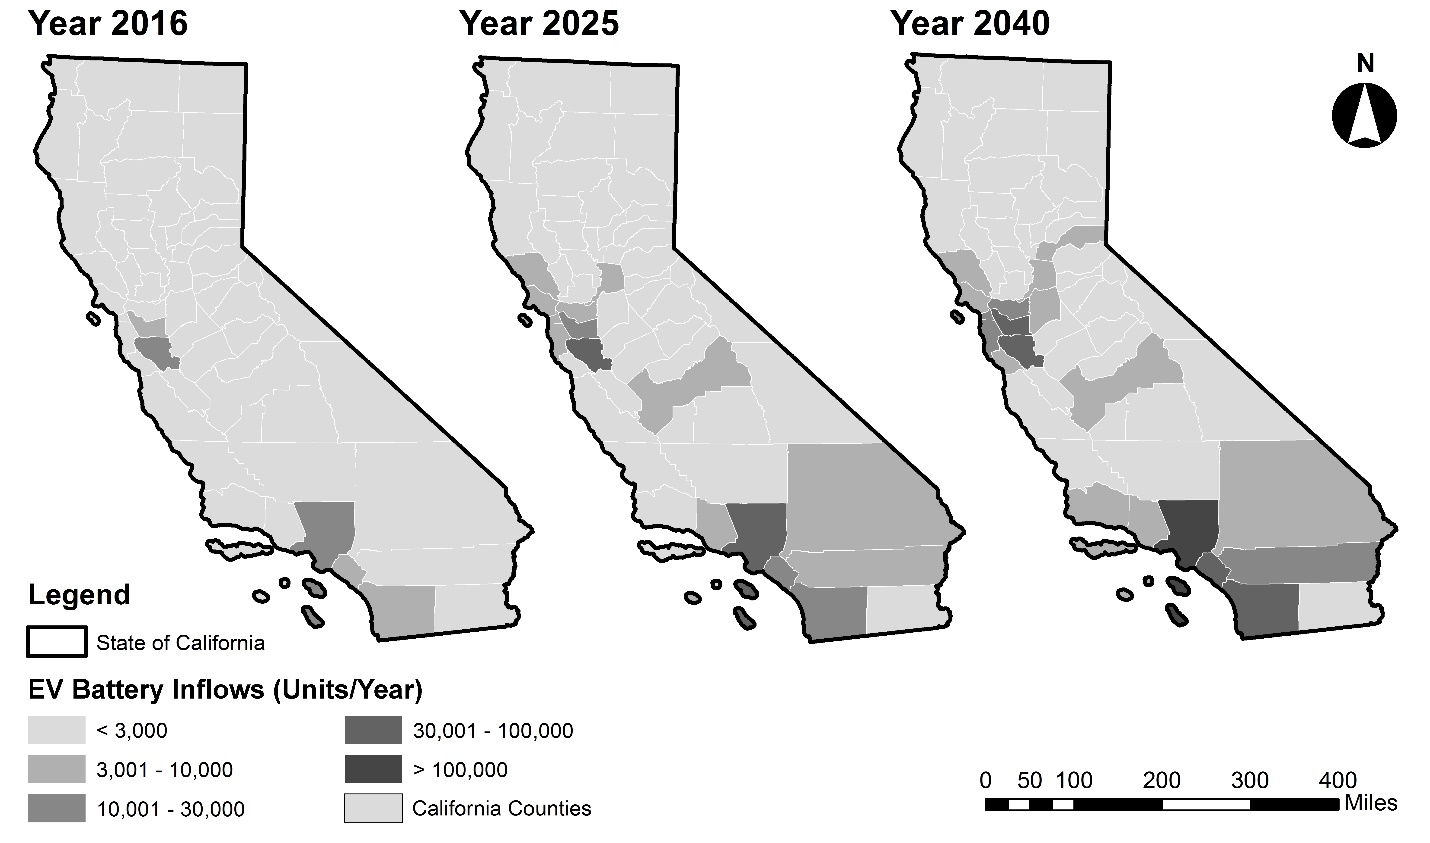 Year 2016
Year 2025
Year 2040
N
Legend
State of California
EV Battery Inflows (Units/Year)
< 3,000
30,001 - 100,000
3,001 - 10,000
> 100,000
10,001 - 30,000
California Counties
0 50 100 200 300 400
Miles